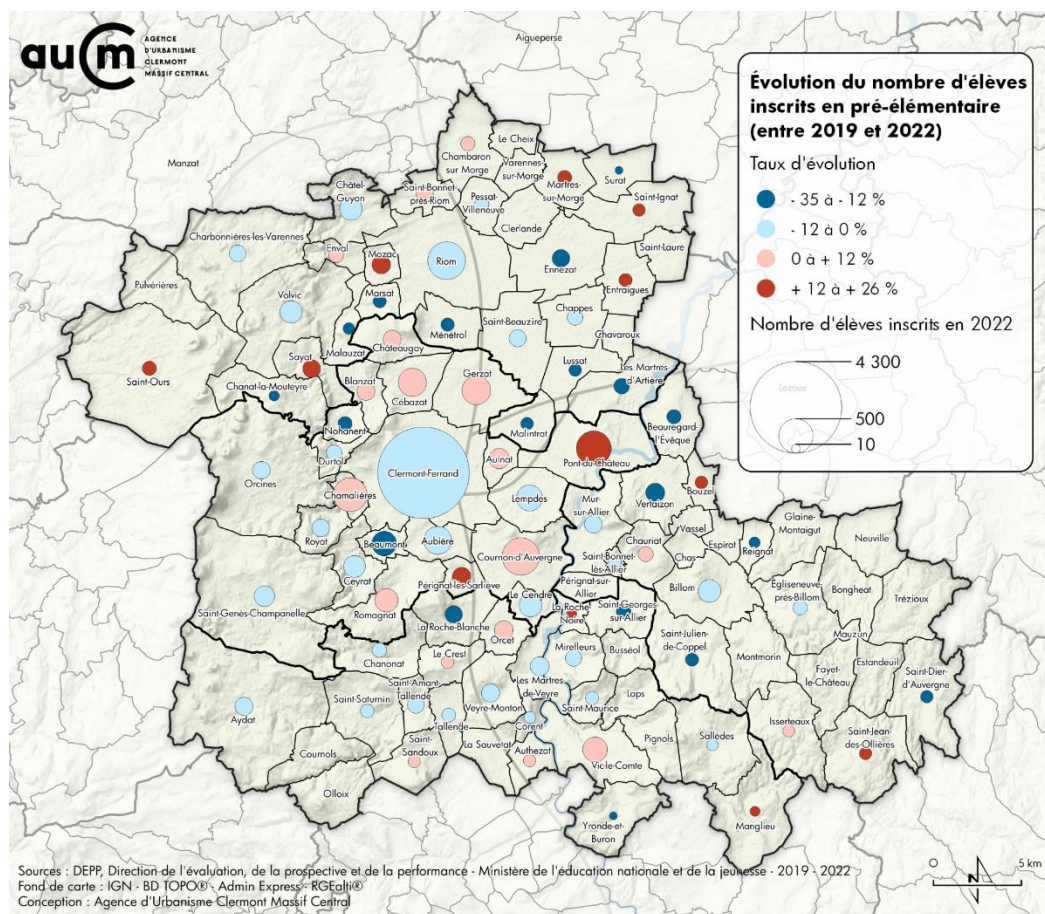 aucm
AGENCE
D'URBANISME
CLERMONT
MASSIF CENTRAL
Évolution du nombre d'élèves
inscrits en pré-élémentaire
(entre 2019 et 2022)
Taux d'évolution
- 35 à - 12 %
- 12 à 0 %
0 à + 12 %
+ 12 à + 26 %
Nombre d'élèves inscrits en 2022
4 300
Lezoux
500
10
Aigueperse
Manzat
Le Cheix
Chambaron
sur Morge
Varennes-
sur-Morge
Martres-
sur-Morge
Surat
Saint-Ignat
Châtel-
Guyon
Saint-Bonnet
près-Riom
Pessat-
Villeneuve
Clerlande
Charbonnières-les-Varennes
Enval
Mozac
Riom
Ennezat
Saint-Laure
Entraigues
Pulvérières
Volvic
Marsat
Ménétrol
Saint-Beauzire
Chappes
Chavaroux
Malauzat
Châteaugay
Saint-Ours
Sayat
Chanat-la-Mouteyre
Blanzat
Cébazat
Gerzat
Lussat
Les Martres-
d'Artière
Nohanent
Malintrat
Beauregard-
l'Évêque
Durtol
Clermont-Ferrand
Aulnat
Pont-du-Château
Orcines
Chamalières
Lempdes
Mur-
sur-Allier
Vertaizon
Bouzel
Royat
Beaumont
Aubière
Cournon-d'Auvergne
Chauriat
Vassel
Espirat
Reignat
Glaine-
Montaigut
Neuville
Ceyrat
Saint-Bonnet-
lès-Allier
Chas
Saint-Genès-Champanelle
Romagnat
Pérignat-lès-Sarliève
Le Cendre
Pérignat-sur-
Allier
Billom
Égliseneuve-
près-Billom
Bongheat
Trézioux
La Roche-Blanche
Orcet
La Roche-
Noire
Saint-Georges-
sur-Allier
Chanonat
Le Crest
Mirefleurs
Busséol
Saint-Julien-
de-Coppel
Mauzun
Montmorin
Fayet-
le-Château
Estandeuil
Saint-Dier-
d'Auvergne
Aydat
Saint-Saturnin
Saint-Amant-
Tallende
Tallende
Veyre-Monton
Les Martres-
de-Veyre
Saint-Maurice
Laps
Corent
Isserteaux
Cournols
Saint-
Sandoux
La Sauvetat
Authezat
Vic-le-Comte
Pignols
Sallèdes
Saint-Jean-
des-Ollières
Olloix
Yronde-et-
Buron
Manglieu
Sources : DEPP, Direction de l'évaluation, de la prospective et de la performance - Ministère de l'éducation nationale et de la jeunesse - 2019 - 2022
Fond de carte : IGN - BD TOPO® - Admin Express - RGEalti®
Conception : Agence d'Urbanisme Clermont Massif Central
0
N
5 km